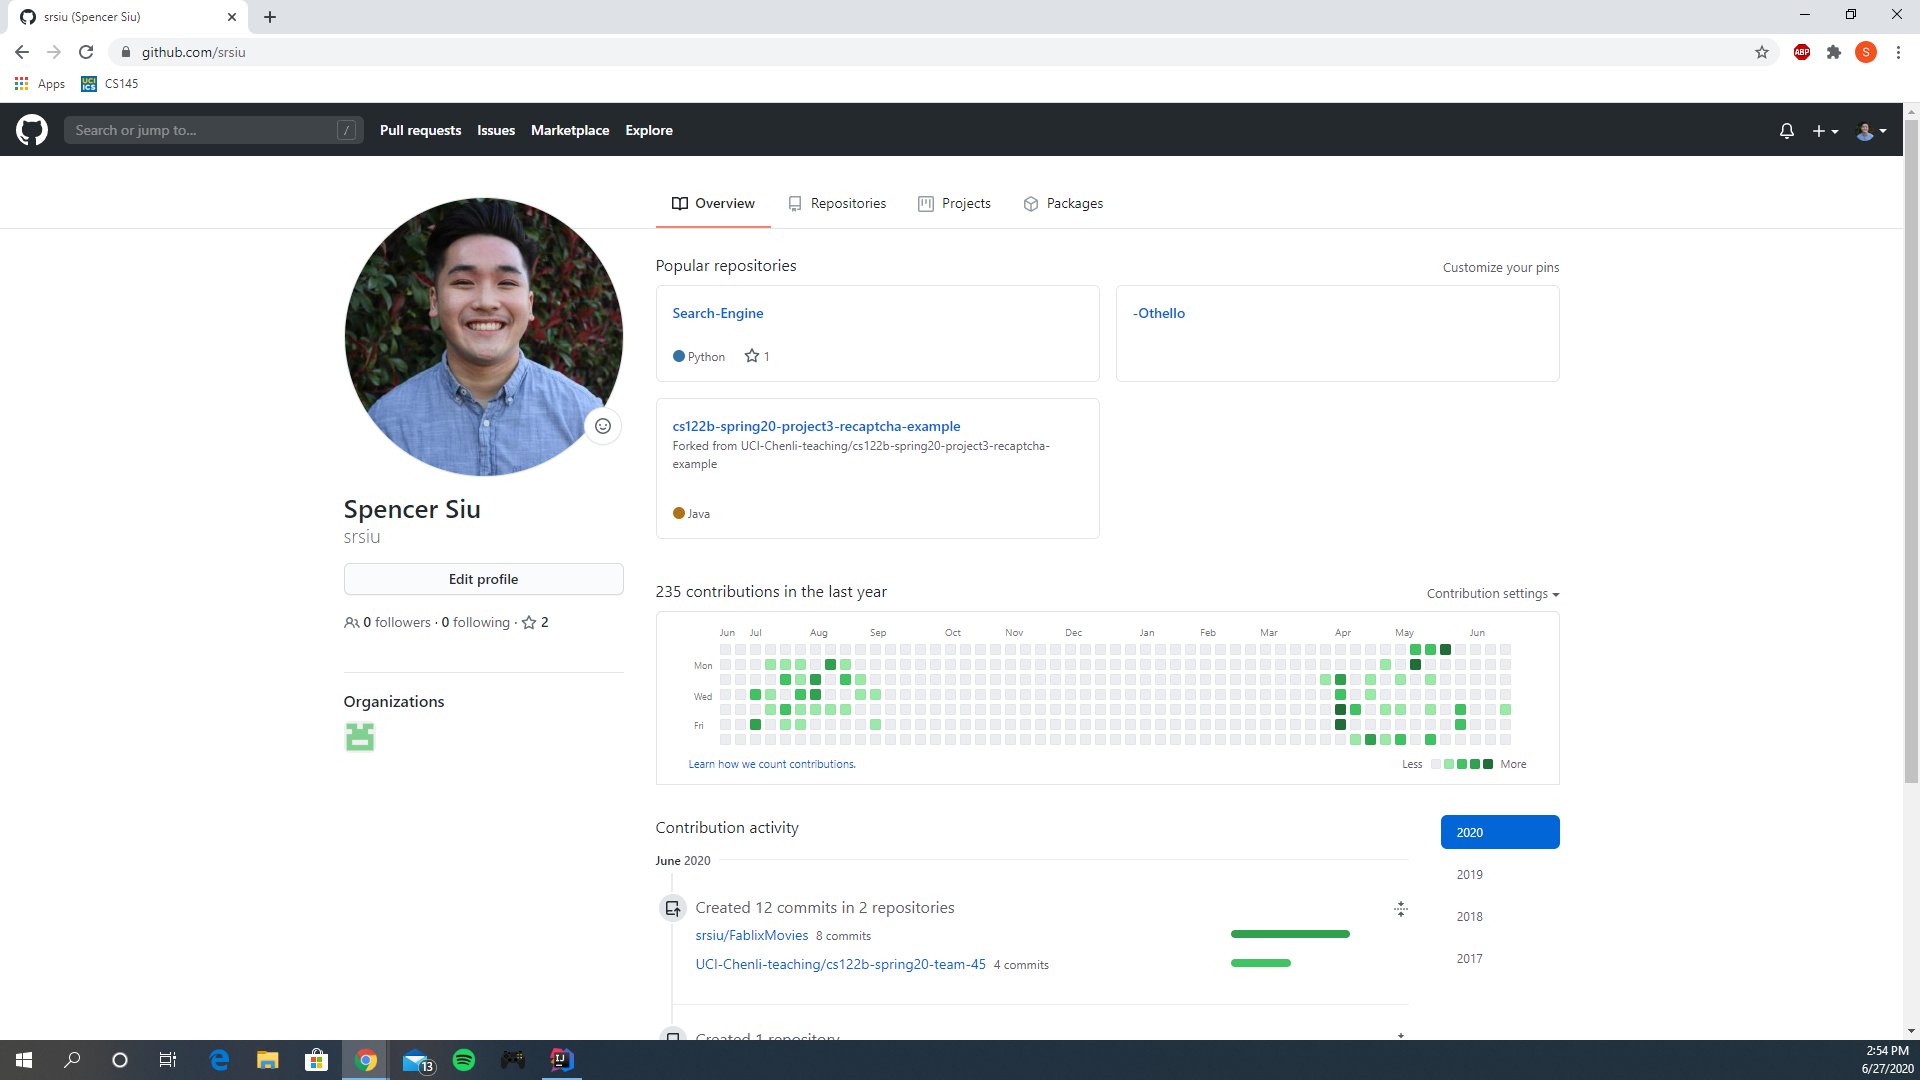 srsiu (Spencer Siu)
github.com/srsiu
ABP
S
Apps
UCI
ICS
CS145
Search or jump to...
/
Pull requests
Issues
Marketplace
Explore
Overview
Repositories
Projects
Packages
Popular repositories
Customize your pins
Search-Engine
Python
1
-Othello
cs122b-spring20-project3-recaptcha-example
Forked from UCI-Chenli-teaching/cs122b-spring20-project3-recaptcha-
example
Java
Spencer Siu
srsiu
Edit profile
0 followers · 0 following · 2
Organizations
235 contributions in the last year
Contribution settings
Jun Jul Aug Sep Oct Nov Dec Jan Feb Mar Apr May Jun
Mon
Wed
Fri
Learn how we count contributions.
Less
More
Contribution activity
2020
2019
2018
2017
June 2020
Created 12 commits in 2 repositories
srsiu/FablixMovies 8 commits
UCI-Chenli-teaching/cs122b-spring20-team-45 4 commits
Created 1 repository
13
IJ
2:54 PM
6/27/2020